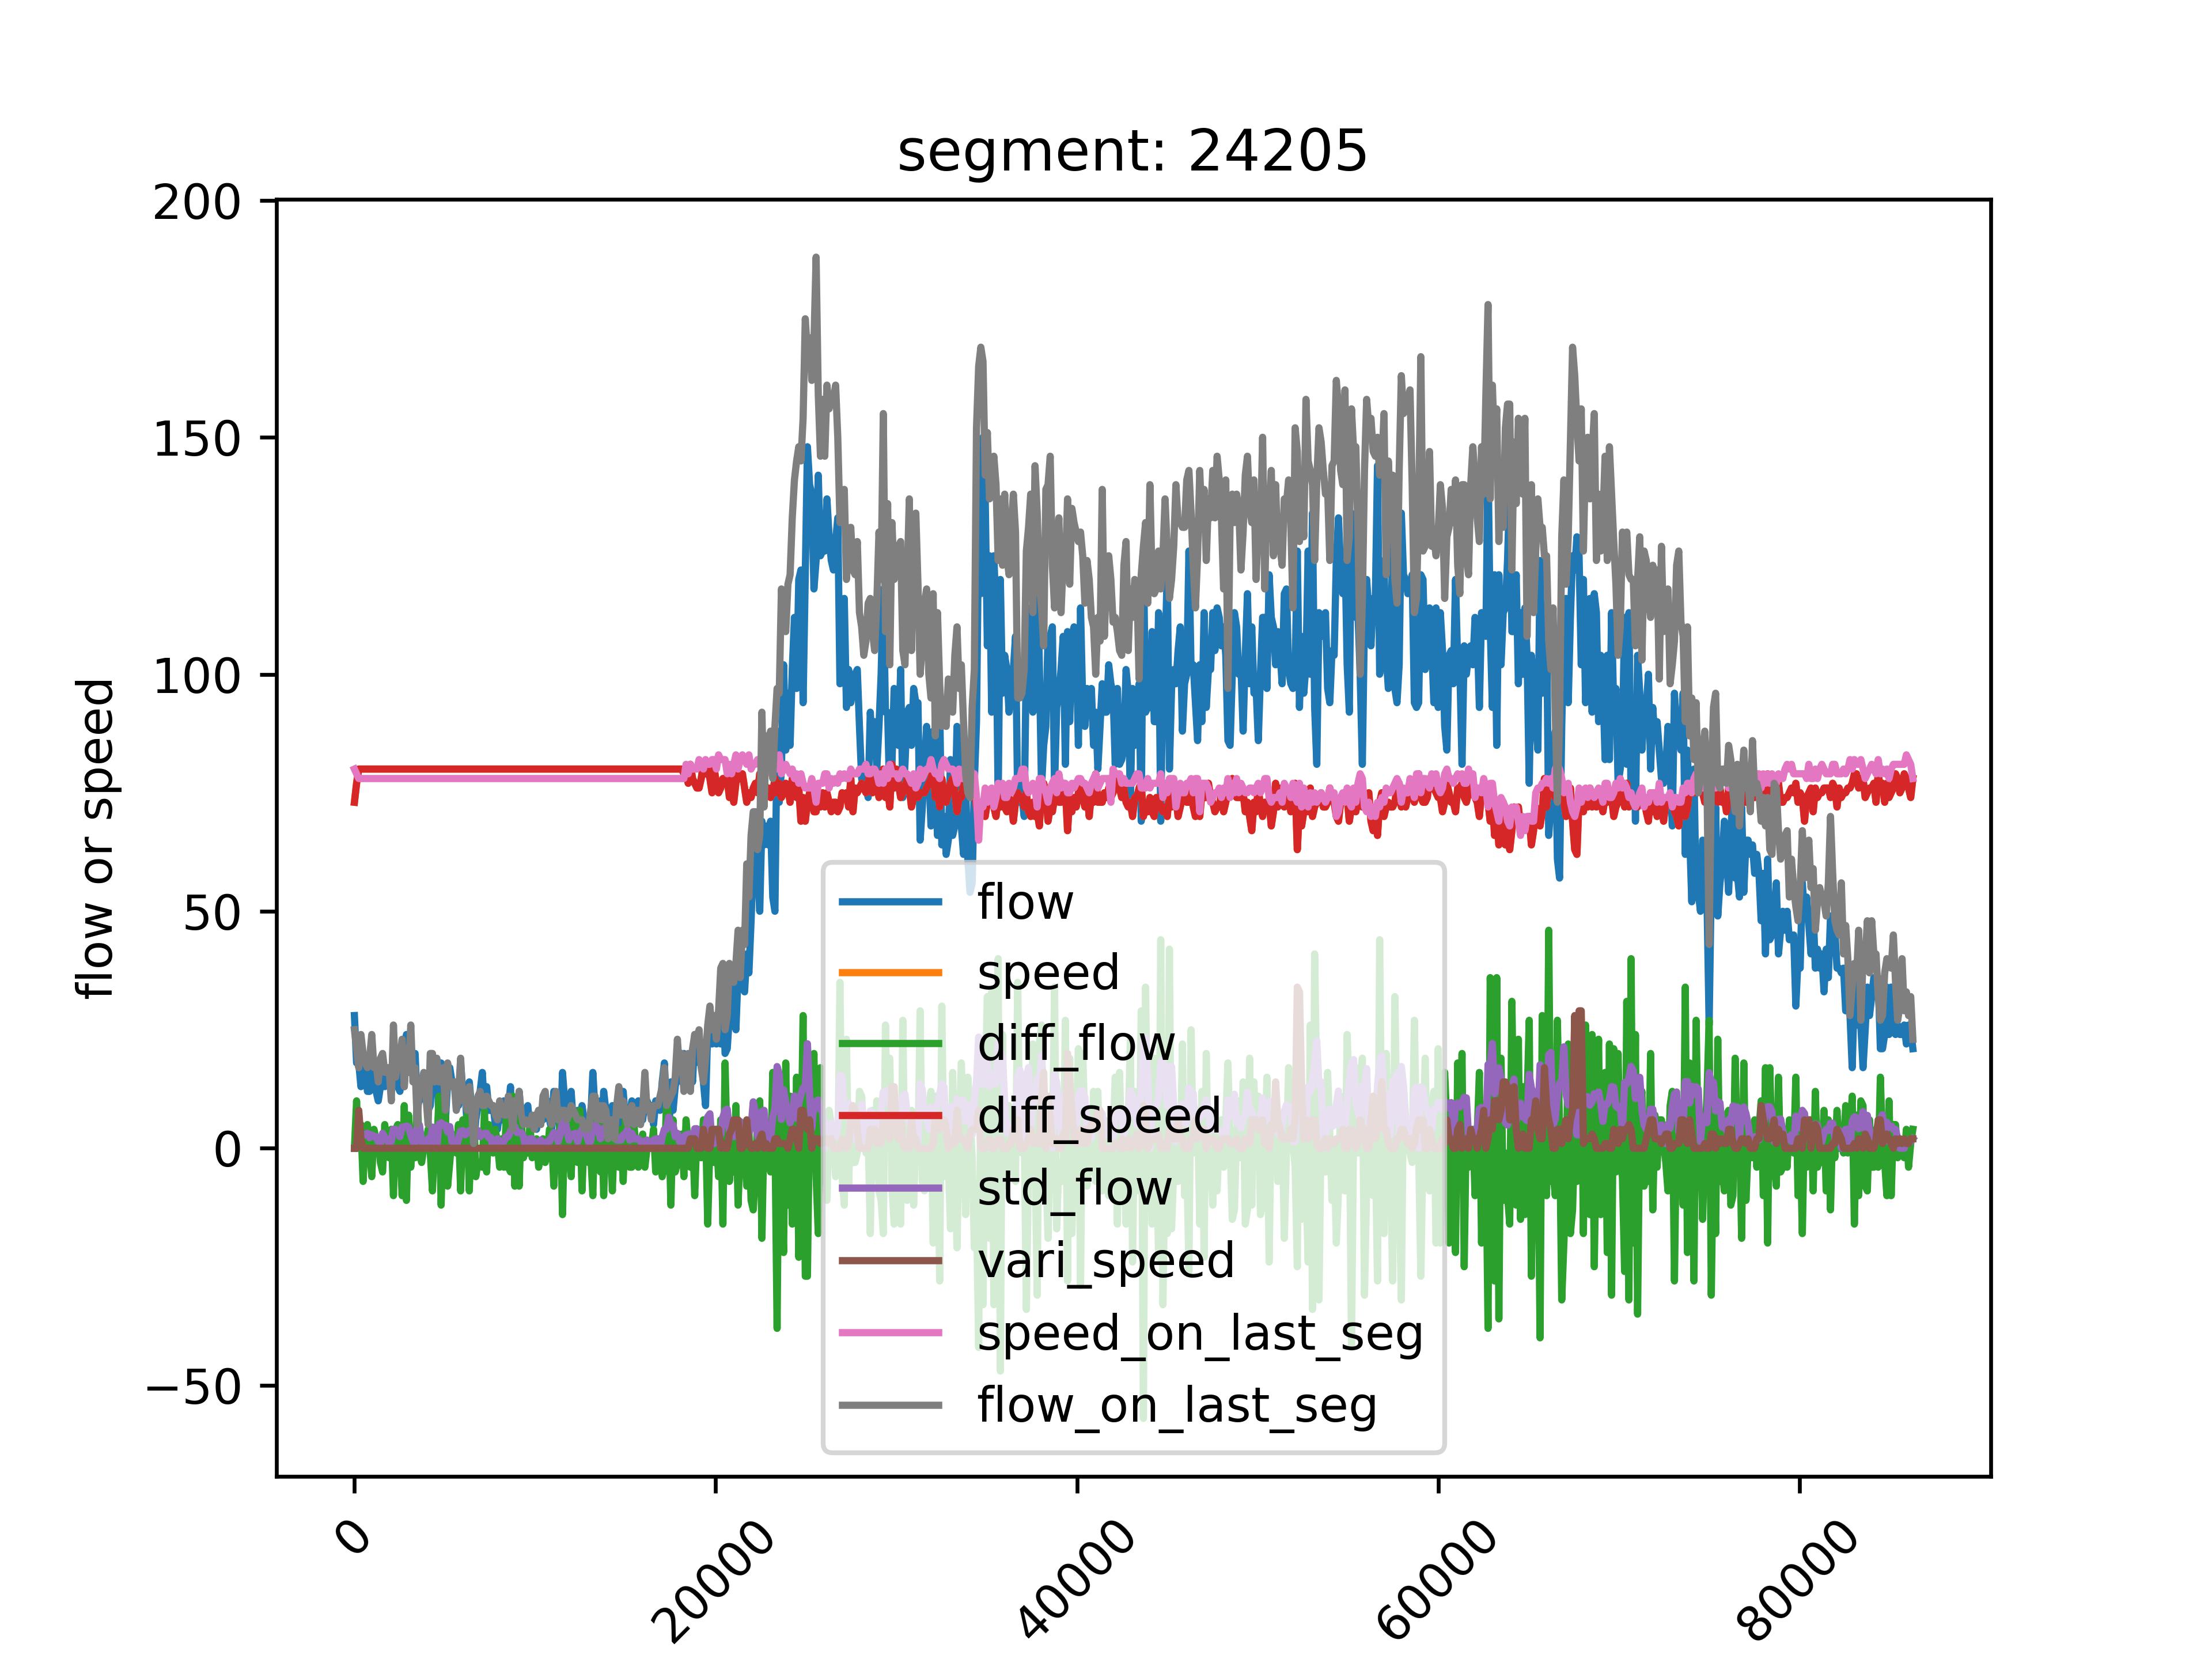 segment: 24205
200
150
100
50
0
−50
flow or speed
flow
speed
diff_flow
diff_speed
std_flow
vari_speed
speed_on_last_seg
flow_on_last_seg
0
20000
40000
60000
80000